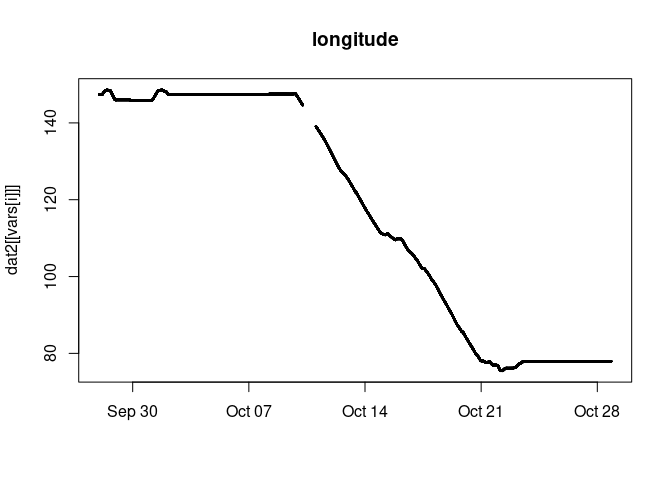 longitude
dat2[[vars[i]]]
140
120
100
80
Sep 30
Oct 07
Oct 14
Oct 21
Oct 28